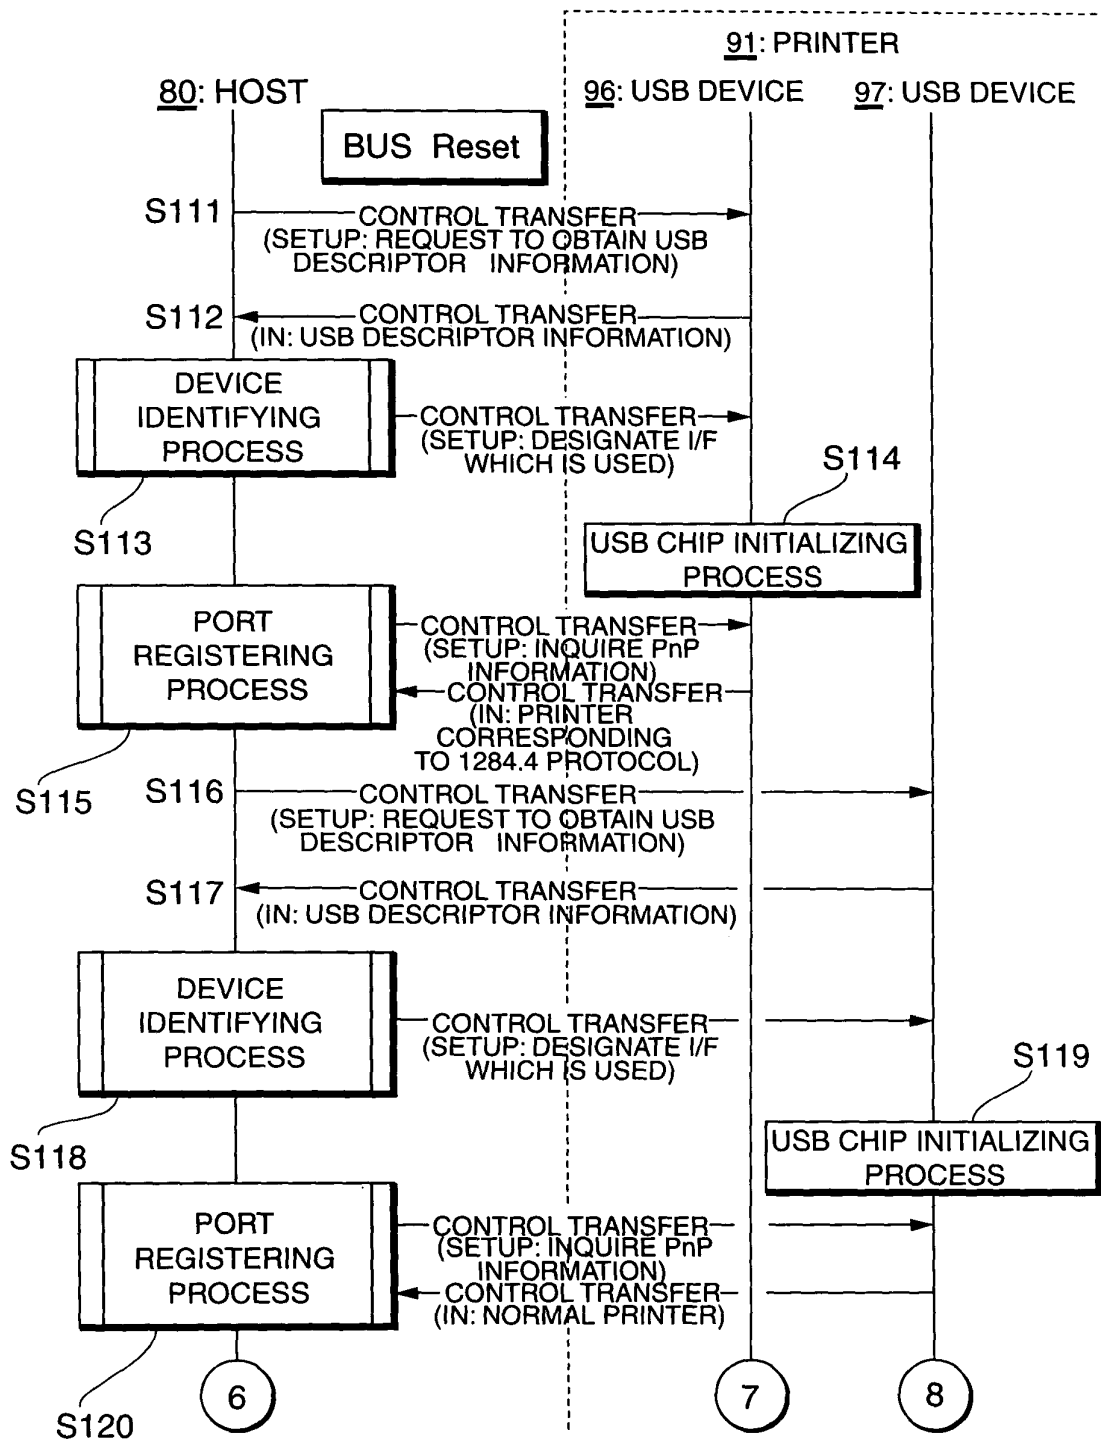 91: PRINTER
80: HOST
96: USB DEVICE
97: USB DEVICE
BUS Reset
S111
CONTROL TRANSFER
(SETUP: REQUEST TO OBTAIN USB
DESCRIPTOR INFORMATION)
S112
CONTROL TRANSFER
(IN: USB DESCRIPTOR INFORMATION)
DEVICE
IDENTIFYING
PROCESS
CONTROL TRANSFER
(SETUP: DESIGNATE I/F
WHICH IS USED)
S113
S114
USB CHIP INITIALIZING
PROCESS
PORT
REGISTERING
PROCESS
CONTROL TRANSFER
(SETUP: INQUIRE PnP
INFORMATION)
CONTROL TRANSFER
(IN: PRINTER
CORRESPONDING
TO 1284.4 PROTOCOL)
S115
S116
CONTROL TRANSFER
(SETUP: REQUEST TO OBTAIN USB
DESCRIPTOR INFORMATION)
S117
CONTROL TRANSFER
(IN: USB DESCRIPTOR INFORMATION)
DEVICE
IDENTIFYING
PROCESS
CONTROL TRANSFER
(SETUP: DESIGNATE I/F
WHICH IS USED)
S118
S119
USB CHIP INITIALIZING
PROCESS
PORT
REGISTERING
PROCESS
CONTROL TRANSFER
(SETUP: INQUIRE PnP
INFORMATION)
CONTROL TRANSFER
(IN: NORMAL PRINTER)
S120
6
7
8